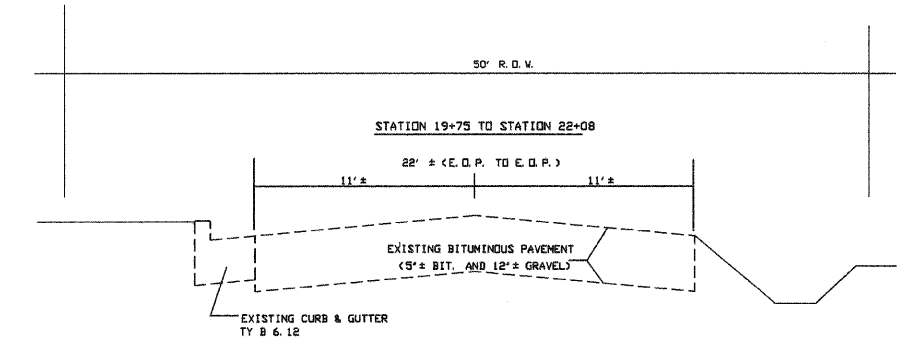 50' R.O.W.
STATION 19+75 TO STATION 22+08
22' ± (E.O.P. TO E.O.P.)
11'±
11'±
EXISTING BITUMINOUS PAVEMENT
(5"± BIT. AND 12"± GRAVEL)
EXISTING CURB & GUTTER
TY B 6.12